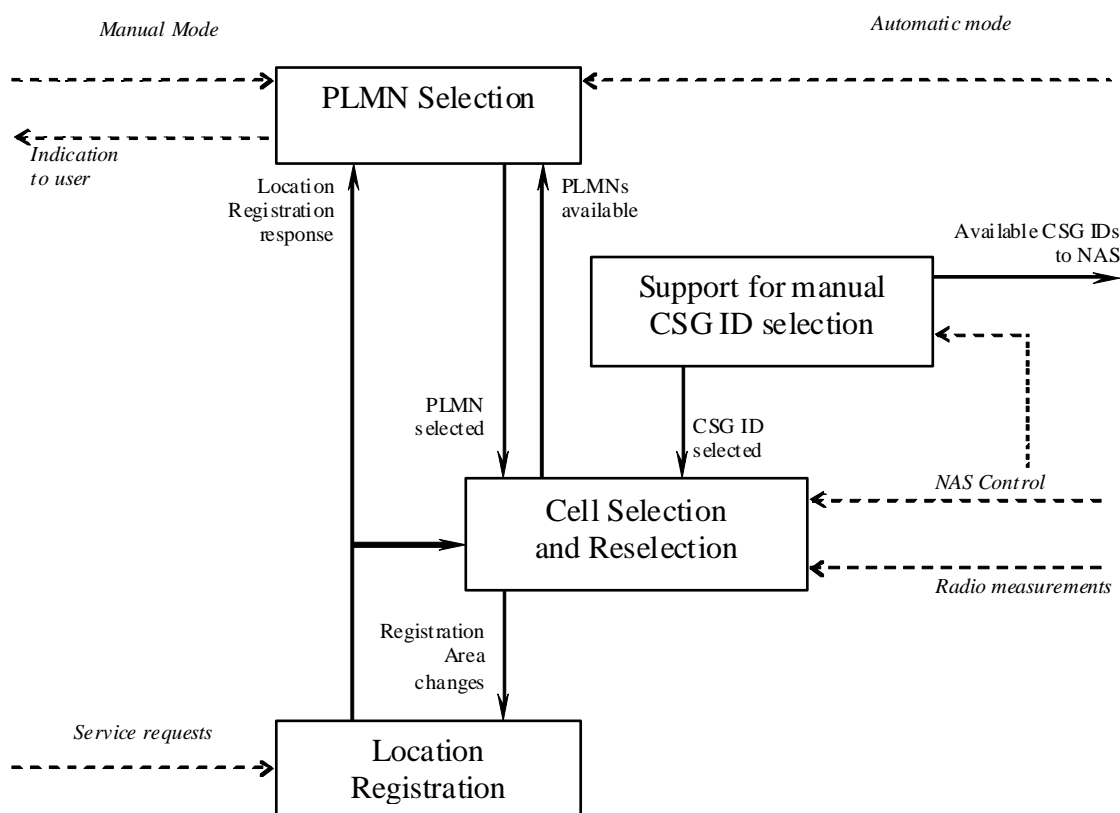 Manual Mode
Automatic mode
PLMN Selection
Indication
to user
Location
Registration
response
PLMNs
available
Available CSG IDs
to NAS
Support for manual
CSG ID selection
PLMN
selected
CSG ID
selected
NAS Control
Cell Selection
and Reselection
Radio measurements
Registration
Area
changes
Service requests
Location
Registration